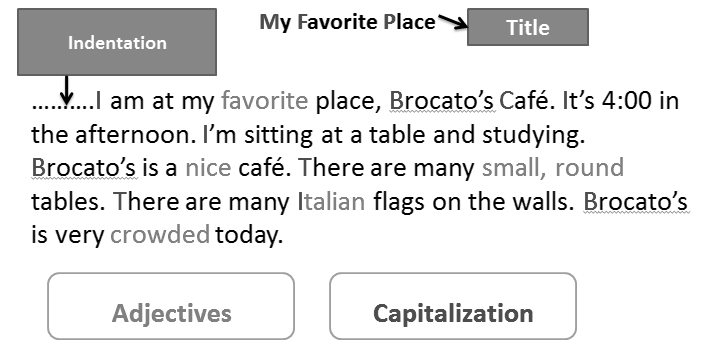 My Favorite Place
Title
Indentation
..........I am at my favorite place, Brocato's Café. It's 4:00 in
the afternoon. I'm sitting at a table and studying.
Brocato's is a nice café. There are many small, round
tables. There are many Italian flags on the walls. Brocato's
is very crowded today.
Adjectives
Capitalization